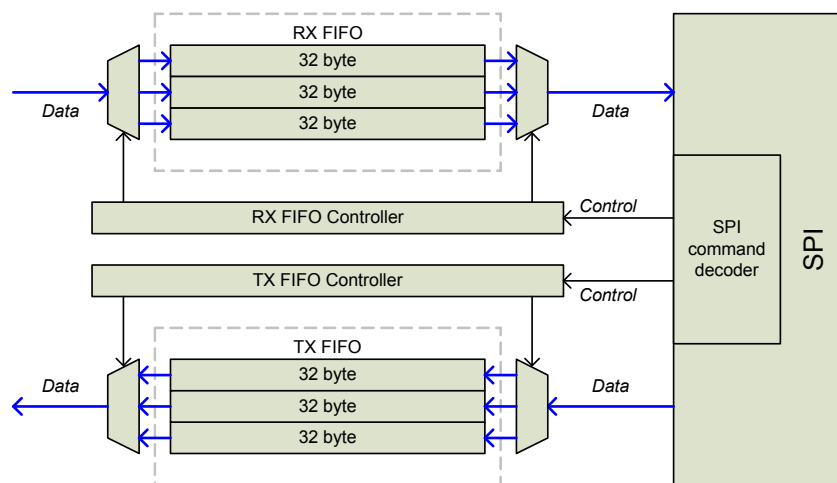 RX FIFO
32 byte
32 byte
32 byte
Data
Data
RX FIFO Controller
Control
SPI
command
decoder
SPI
TX FIFO Controller
Control
TX FIFO
32 byte
32 byte
32 byte
Data
Data